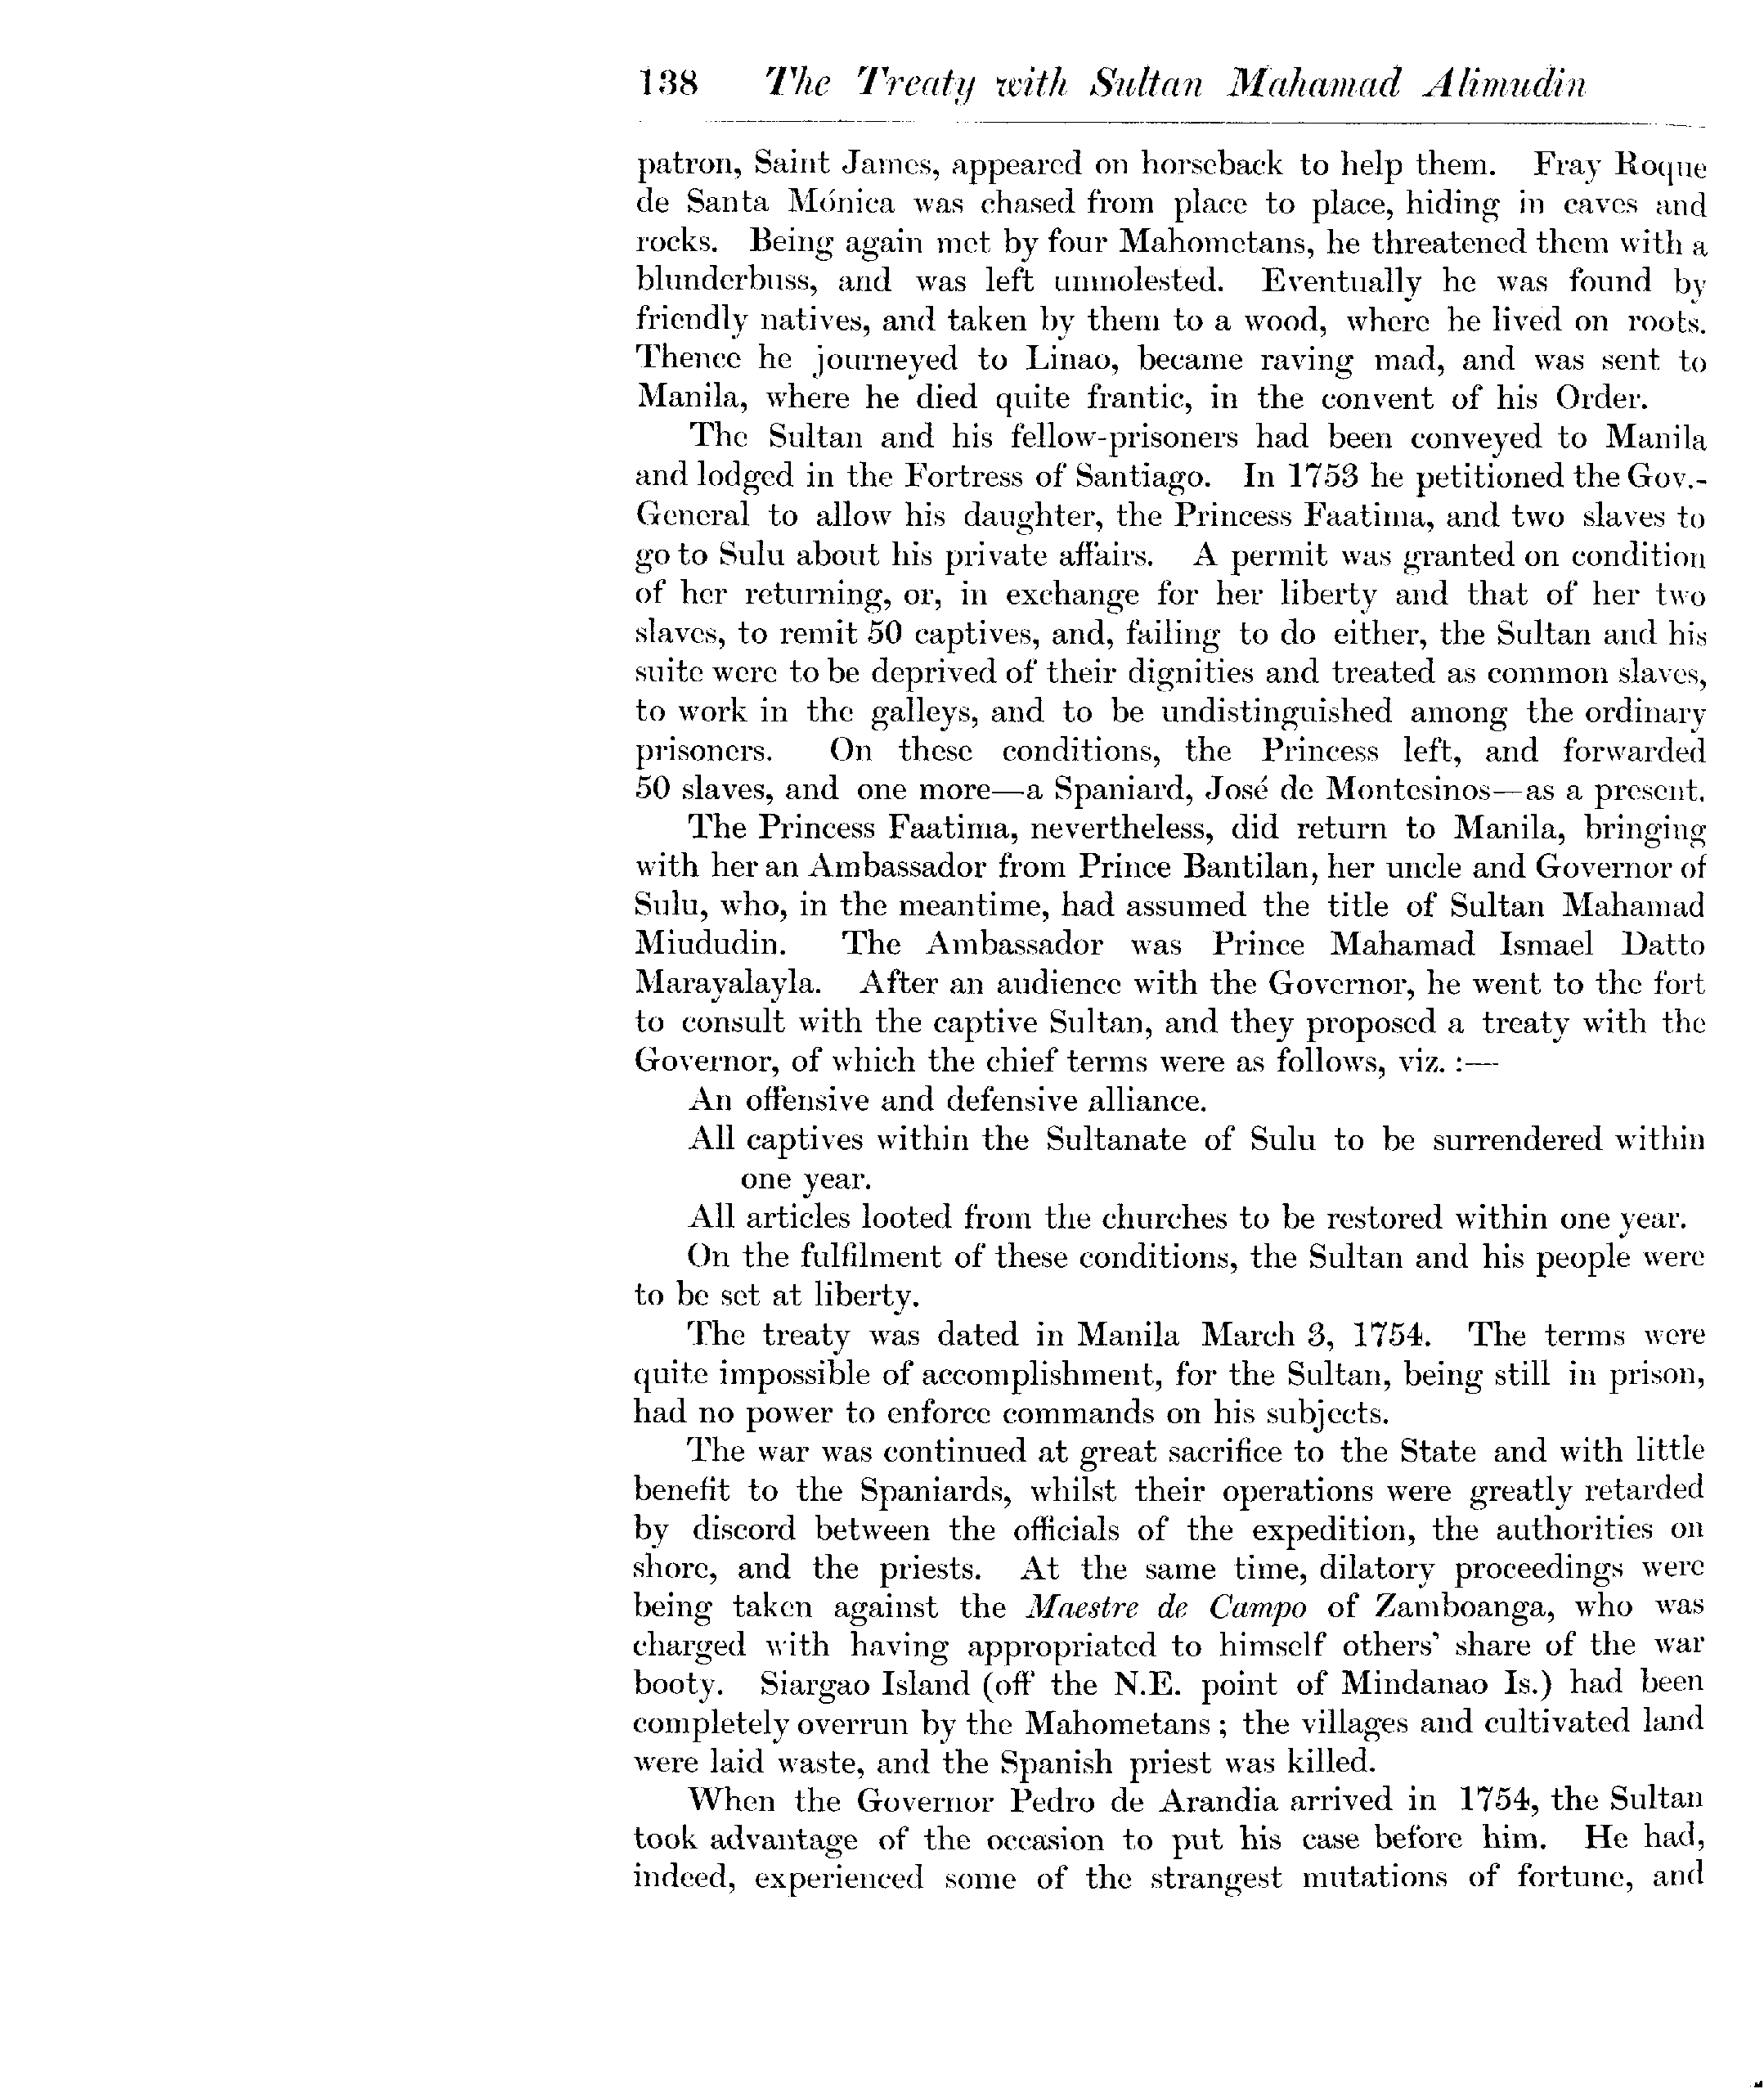 138 The Treaty with Sultan Mahamad Alimudin
patron, Saint James, appeared on horseback to help them. Fray Roque
de Santa Mónica was chased from place to place, hiding in caves and
rocks. Being again met by four Mahometans, he threatened them with a
blunderbuss, and was left unmolested. Eventually he was found by
friendly natives, and taken by them to a wood, where he lived on roots.
Thence he journeyed to Linao, became raving mad, and was sent to
Manila, where he died quite frantic, in the convent of his Order.
The Sultan and his fellow-prisoners had been conveyed to Manila
and lodged in the Fortress of Santiago. In 1753 he petitioned the Gov.-
General to allow his daughter, the Princess Faatima, and two slaves to
go to Sulu about his private affairs. A permit was granted on condition
of her returning, or, in exchange for her liberty and that of her two
slaves, to remit 50 captives, and, failing to do either, the Sultan and his
suite were to be deprived of their dignities and treated as common slaves,
to work in the galleys, and to be undistinguished among the ordinary
prisoners. On these conditions, the Princess left, and forwarded
50 slaves, and one more—a Spaniard, José de Montesinos—as a present.
The Princess Faatima, nevertheless, did return to Manila, bringing
with her an Ambassador from Prince Bantilan, her uncle and Governor of
Sulu, who, in the meantime, had assumed the title of Sultan Mahamad
Miududin. The Ambassador was Prince Mahamad Ismael Datto
Marayalayla. After an audience with the Governor, he went to the fort
to consult with the captive Sultan, and they proposed a treaty with the
Governor, of which the chief terms were as follows, viz. :—
An offensive and defensive alliance.
All captives within the Sultanate of Sulu to be surrendered within
one year.
All articles looted from the churches to be restored within one year.
On the fulfilment of these conditions, the Sultan and his people were
to be set at liberty.
The treaty was dated in Manila March 3, 1754. The terms were
quite impossible of accomplishment, for the Sultan, being still in prison,
had no power to enforce commands on his subjects.
The war was continued at great sacrifice to the State and with little
benefit to the Spaniards, whilst their operations were greatly retarded
by discord between the officials of the expedition, the authorities on
shore, and the priests. At the same time, dilatory proceedings were
being taken against the Maestre de Campo of Zamboanga, who was
charged with having appropriated to himself others' share of the war
booty. Siargao Island (off the N.E. point of Mindanao Is.) had been
completely overrun by the Mahometans ; the villages and cultivated land
were laid waste, and the Spanish priest was killed.
When the Governor Pedro de Arandia arrived in 1754, the Sultan
took advantage of the occasion to put his case before him. He had,
indeed, experienced some of the strangest mutations of fortune, and